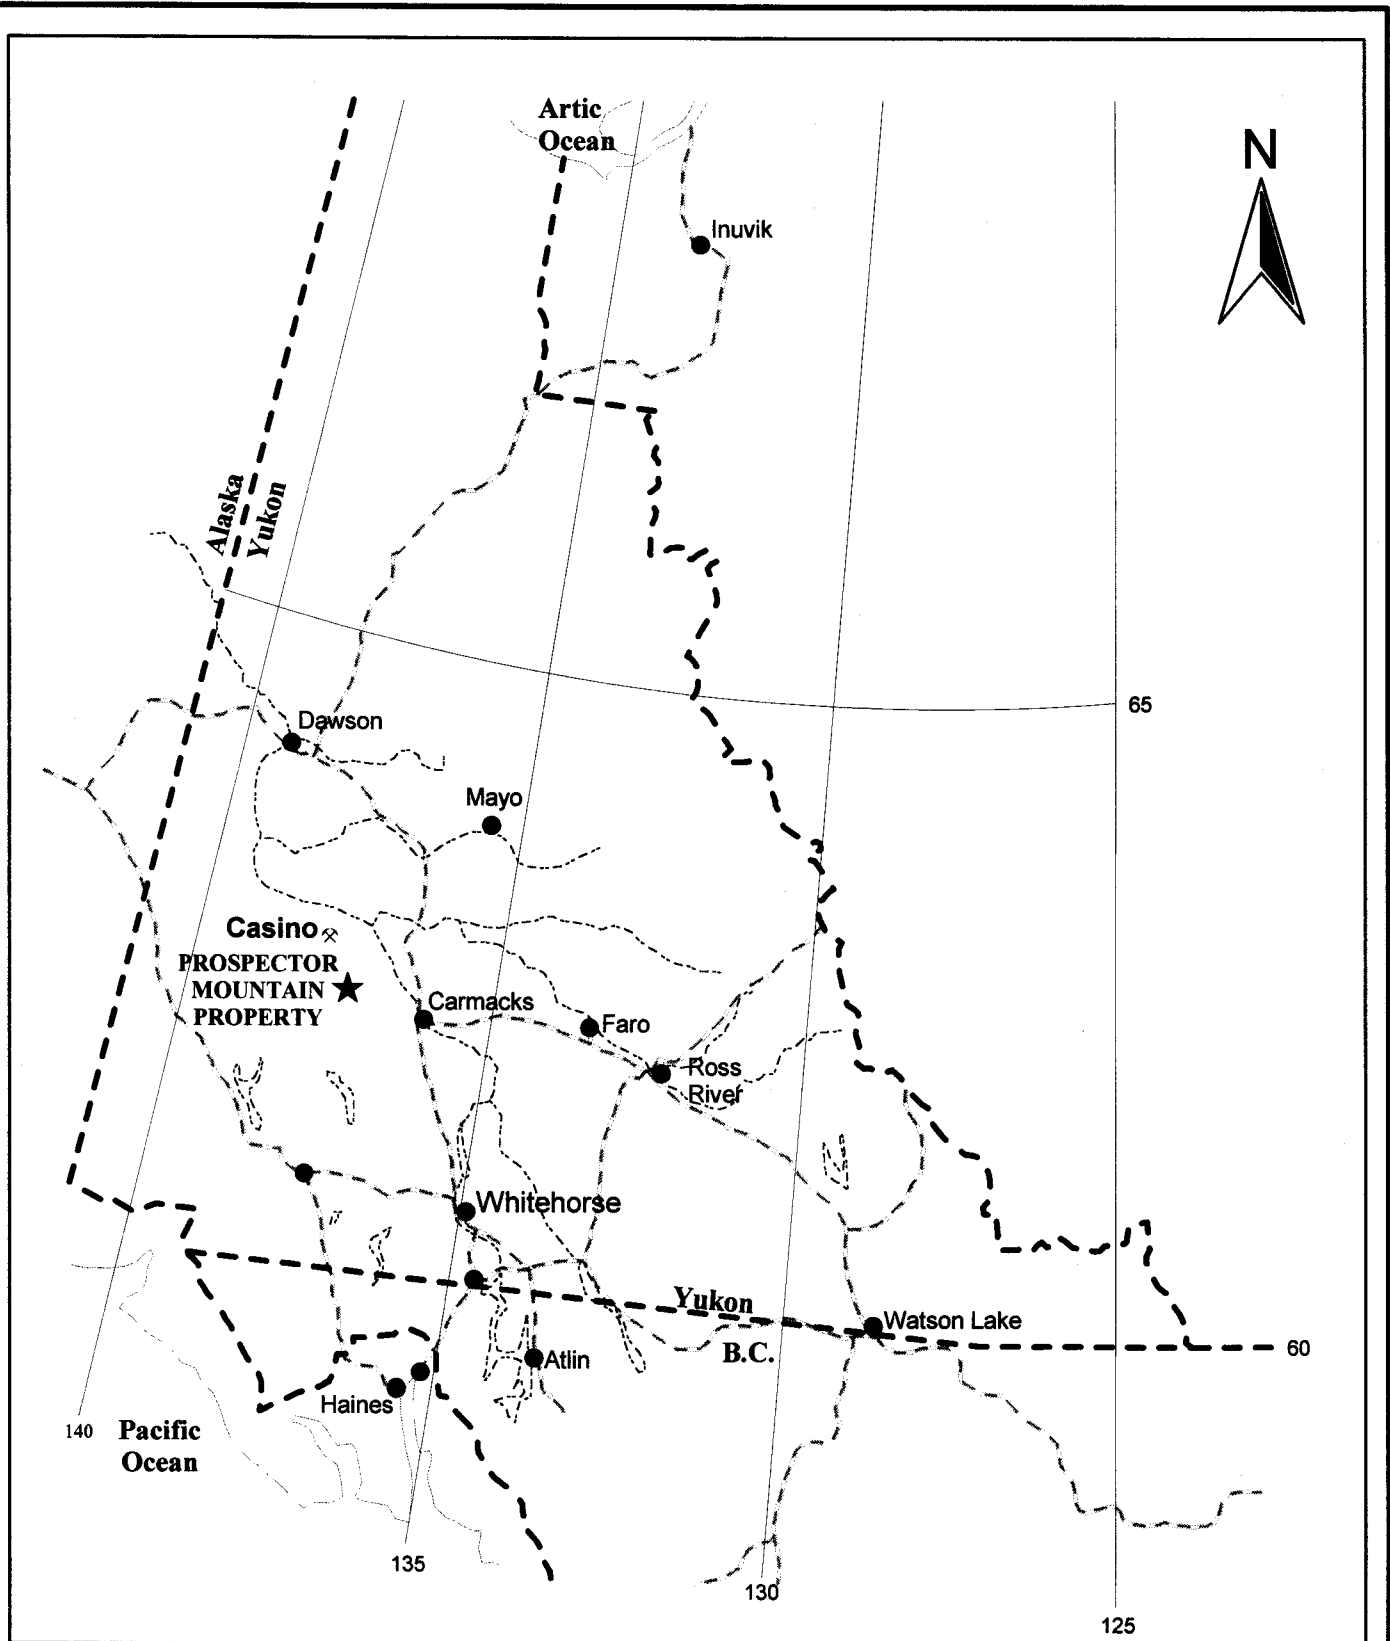 Artic
Ocean
N
Inuvik
Alaska
Yukon
65
Dawson
Mayo
Casino
PROSPECTOR
MOUNTAIN
PROPERTY
Carmacks
Faro
Ross
River
Whitehorse
Yukon
B.C.
Watson Lake
60
Atlin
Haines
140
Pacific
Ocean
135
130
125